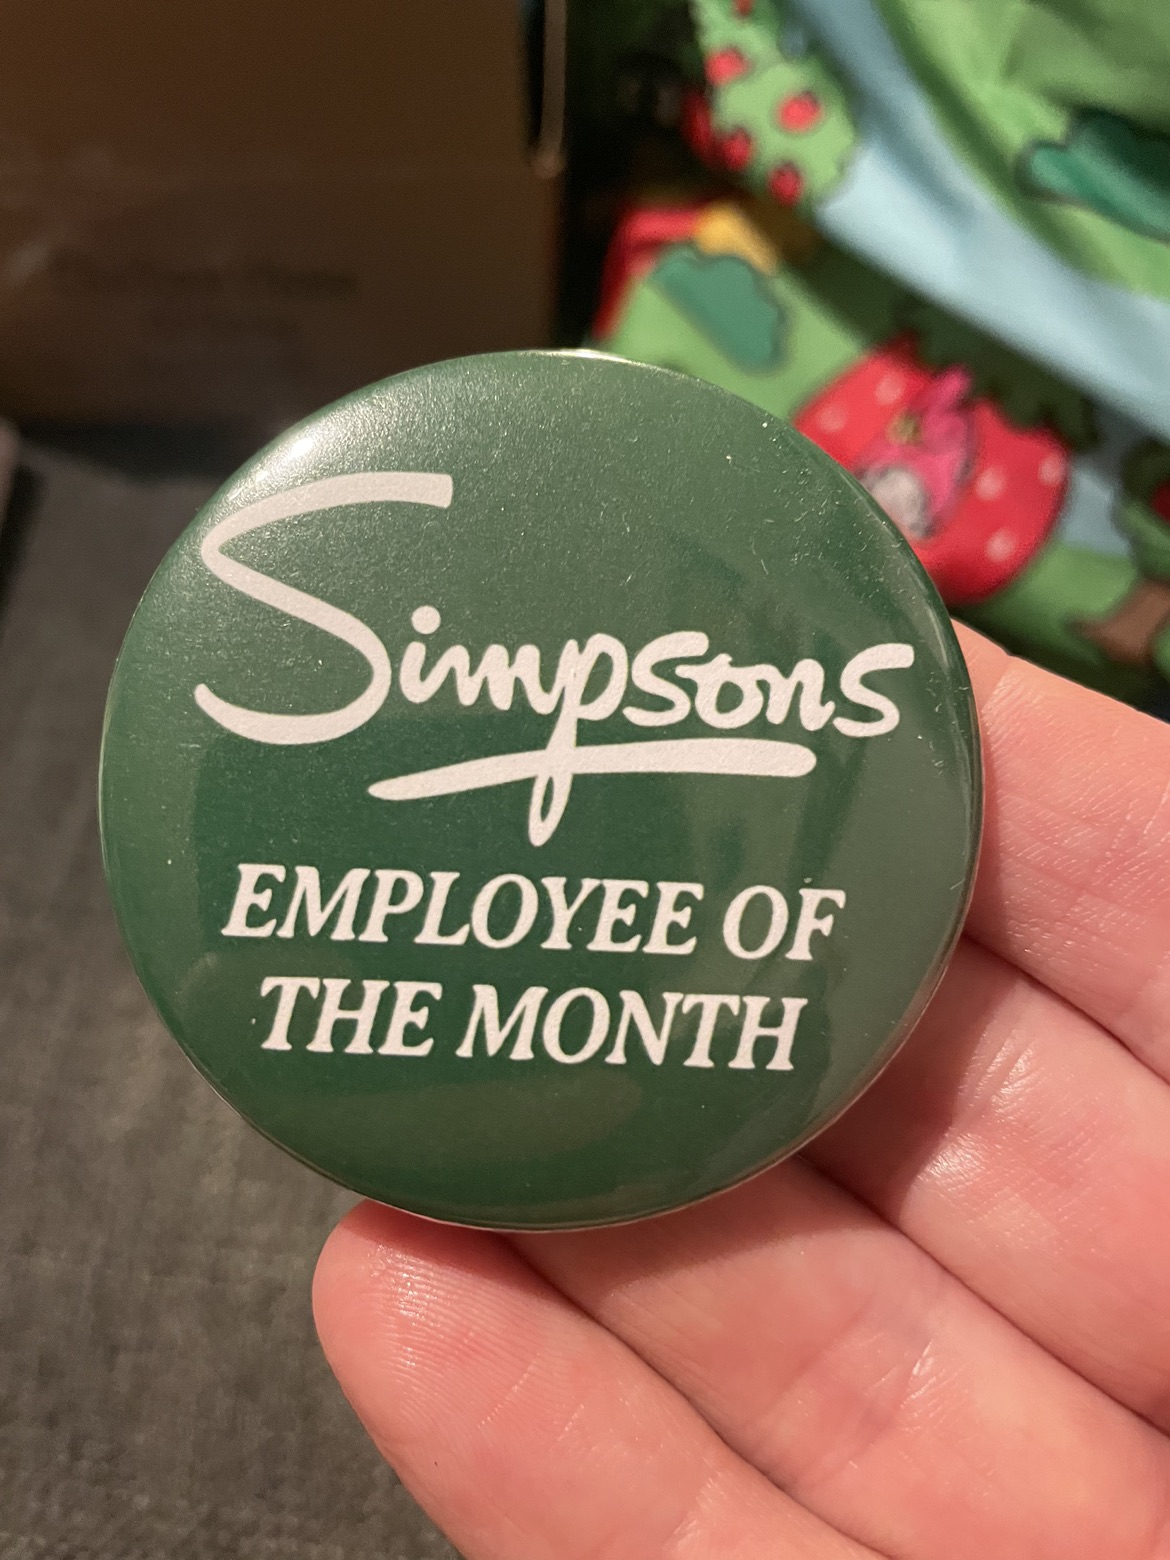 Simpsons
EMPLOYEE OF
THE MONTH